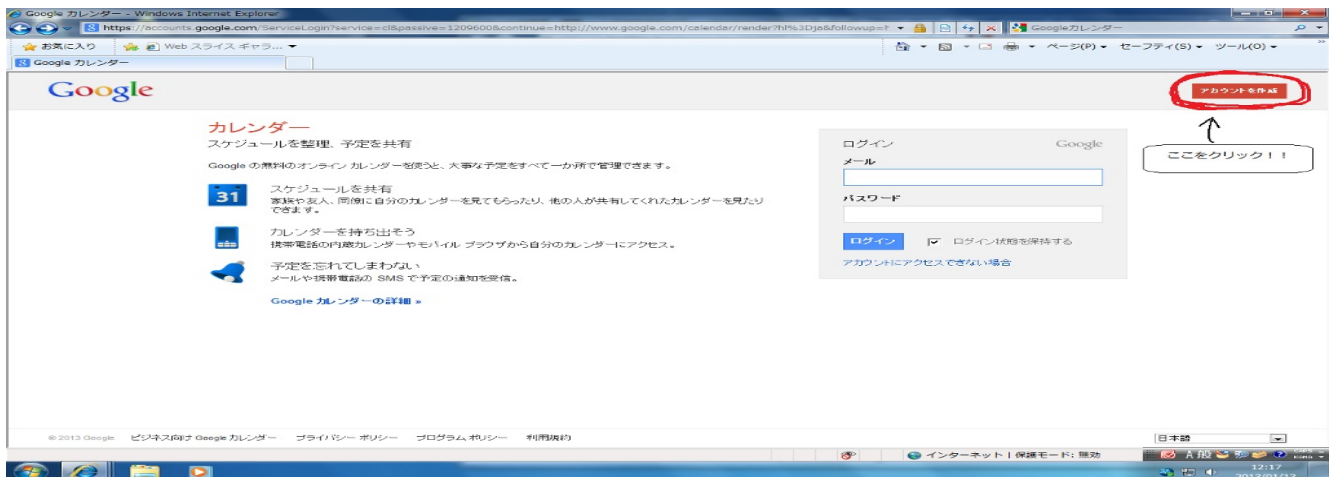 Google カレンダー - Windows Internet Explorer
https://accounts.google.com/ServiceLogin?service=cl&passive=1209600&continue=http://www.google.com/calendar/render?hl%3Dja&followup=h
Googleカレンダー
お気に入り
Web スライス ギャラ...
ページ(P)
セーフティ(S)
ツール(O)
Google カレンダー
Google
アカウントを作成
ここをクリック！！
カレンダー
スケジュールを整理、予定を共有
Google の無料のオンライン カレンダーを使うと、大事な予定をすべて一か所で管理できます。
31
スケジュールを共有
家族や友人、同僚に自分のカレンダーを見てもらったり、他の人が共有してくれたカレンダーを見たり
できます。
カレンダーを持ち出そう
携帯電話の内蔵カレンダーやモバイル ブラウザから自分のカレンダーにアクセス。
予定を忘れてしまわない
メールや携帯電話の SMS で予定の通知を受信。
Google カレンダーの詳細 »
ログイン
Google
メール
パスワード
ログイン
ログイン状態を保持する
アカウントにアクセスできない場合
© 2013 Google
ビジネス向け Google カレンダー
プライバシー ポリシー
プログラム ポリシー
利用規約
日本語
インターネット | 保護モード: 無効
A 般
CAPS
KANA
12:17